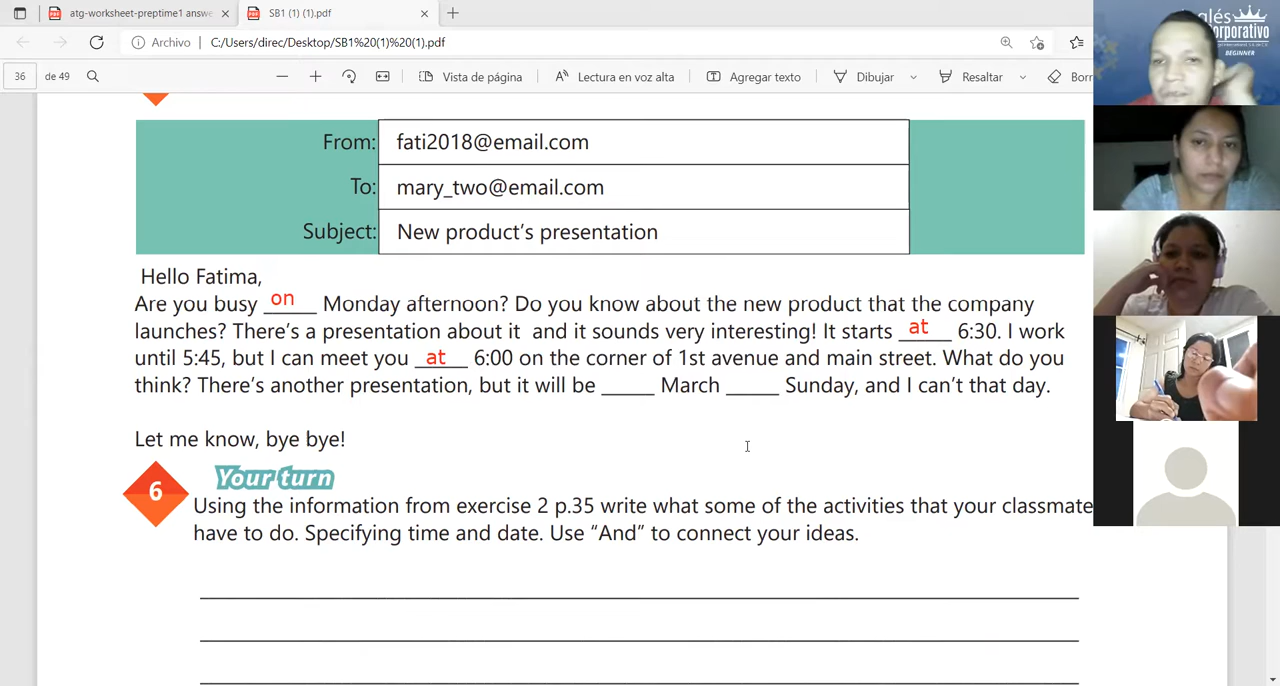 atg-worksheet-preptime1 answe
SB1 (1) (1).pdf
Archivo C:/Users/direc/Desktop/SB1%20(1)%20(1).pdf
36 de 49 Vista de página Lectura en voz alta Agregar texto Dibujar Resaltar Borr
From: fati2018@email.com
To: mary_two@email.com
Subject: New product's presentation
Hello Fatima,
Are you busy on Monday afternoon? Do you know about the new product that the company
launches? There's a presentation about it and it sounds very interesting! It starts at 6:30. I work
until 5:45, but I can meet you at 6:00 on the corner of 1st avenue and main street. What do you
think? There's another presentation, but it will be _____ March _____ Sunday, and I can't that day.
Let me know, bye bye!
6 Your turn
Using the information from exercise 2 p.35 write what some of the activities that your classmate
have to do. Specifying time and date. Use “And” to connect your ideas.
BEGINNER